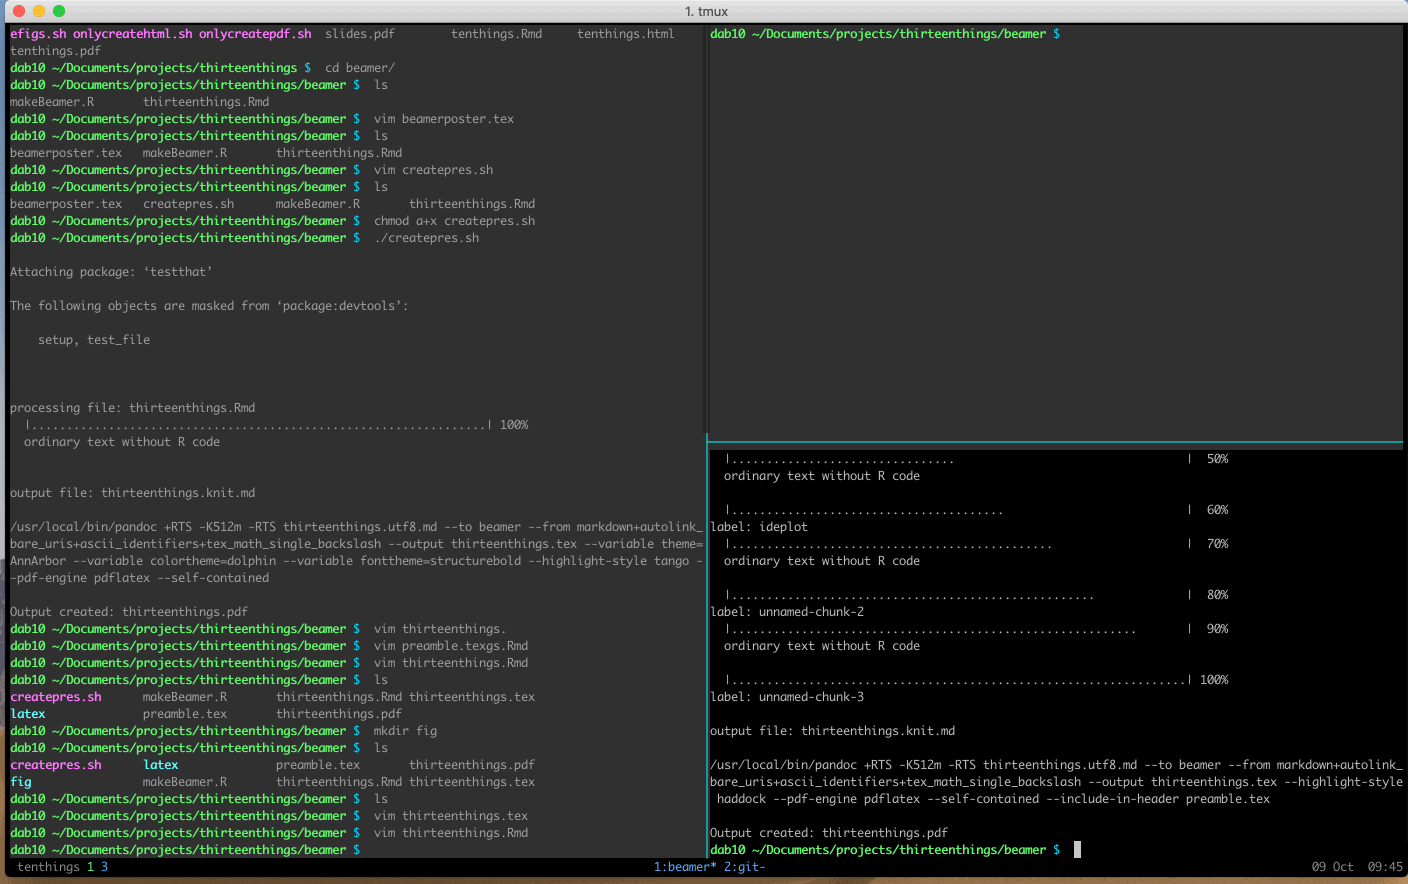 1. tmux
efigs.sh onlycreatehtml.sh onlycreatepdf.sh  slides.pdf        tenthings.Rmd     tenthings.html
tenthings.pdf
dab10 ~/Documents/projects/thirteenthings $  cd beamer/
dab10 ~/Documents/projects/thirteenthings/beamer $  ls
makeBeamer.R       thirteenthings.Rmd
dab10 ~/Documents/projects/thirteenthings/beamer $  vim beamerposter.tex
dab10 ~/Documents/projects/thirteenthings/beamer $  ls
beamerposter.tex   makeBeamer.R       thirteenthings.Rmd
dab10 ~/Documents/projects/thirteenthings/beamer $  vim createpres.sh
dab10 ~/Documents/projects/thirteenthings/beamer $  ls
beamerposter.tex   createpres.sh      makeBeamer.R       thirteenthings.Rmd
dab10 ~/Documents/projects/thirteenthings/beamer $  chmod a+x createpres.sh
dab10 ~/Documents/projects/thirteenthings/beamer $  ./createpres.sh
Attaching package: ‘testthat’
The following objects are masked from ‘package:devtools’:
setup, test_file
processing file: thirteenthings.Rmd
|.................................................................| 100%
ordinary text without R code
output file: thirteenthings.knit.md
/usr/local/bin/pandoc +RTS -K512m -RTS thirteenthings.utf8.md --to beamer --from markdown+autolink_
bare_uris+ascii_identifiers+tex_math_single_backslash --output thirteenthings.tex --variable theme=
AnnArbor --variable colortheme=dolphin --variable fonttheme=structurebold --highlight-style tango -
-pdf-engine pdflatex --self-contained
Output created: thirteenthings.pdf
dab10 ~/Documents/projects/thirteenthings/beamer $  vim thirteenthings.
dab10 ~/Documents/projects/thirteenthings/beamer $  vim preamble.texgs.Rmd
dab10 ~/Documents/projects/thirteenthings/beamer $  vim thirteenthings.Rmd
dab10 ~/Documents/projects/thirteenthings/beamer $  ls
createpres.sh      makeBeamer.R       thirteenthings.Rmd thirteenthings.tex
latex              preamble.tex       thirteenthings.pdf
dab10 ~/Documents/projects/thirteenthings/beamer $  mkdir fig
dab10 ~/Documents/projects/thirteenthings/beamer $  ls
createpres.sh      latex              preamble.tex       thirteenthings.pdf
fig                makeBeamer.R       thirteenthings.Rmd thirteenthings.tex
dab10 ~/Documents/projects/thirteenthings/beamer $  ls
dab10 ~/Documents/projects/thirteenthings/beamer $  vim thirteenthings.tex
dab10 ~/Documents/projects/thirteenthings/beamer $  vim thirteenthings.Rmd
dab10 ~/Documents/projects/thirteenthings/beamer $
dab10 ~/Documents/projects/thirteenthings/beamer $
|................................                                 |  50%
ordinary text without R code
|.......................................                          |  60%
label: ideplot
|..............................................                   |  70%
ordinary text without R code
|....................................................             |  80%
label: unnamed-chunk-2
|..........................................................       |  90%
ordinary text without R code
|.................................................................| 100%
label: unnamed-chunk-3
output file: thirteenthings.knit.md
/usr/local/bin/pandoc +RTS -K512m -RTS thirteenthings.utf8.md --to beamer --from markdown+autolink_
bare_uris+ascii_identifiers+tex_math_single_backslash --output thirteenthings.tex --highlight-style
haddock --pdf-engine pdflatex --self-contained --include-in-header preamble.tex
Output created: thirteenthings.pdf
dab10 ~/Documents/projects/thirteenthings/beamer $
tenthings 1 3    1:beamer* 2:git-    09 Oct  09:45